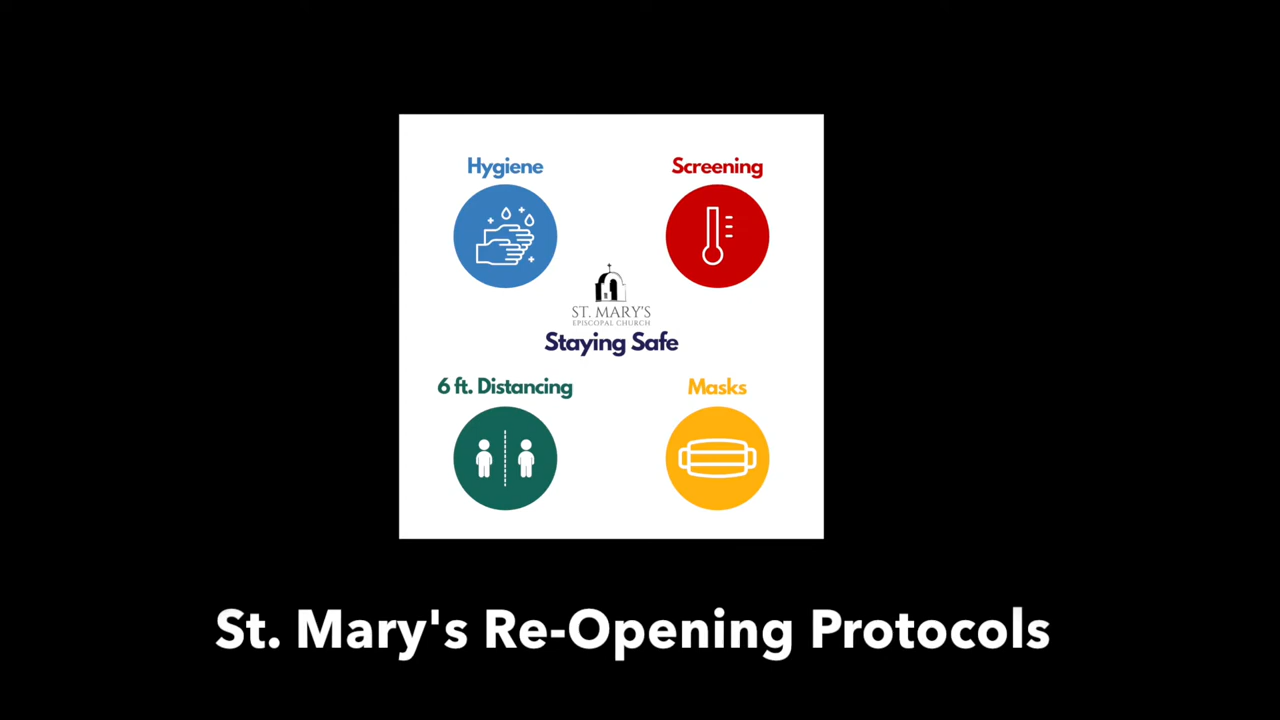 Hygiene
Screening
ST. MARY'S
EPISCOPAL CHURCH
Staying Safe
6 ft. Distancing
Masks
St. Mary's Re-Opening Protocols